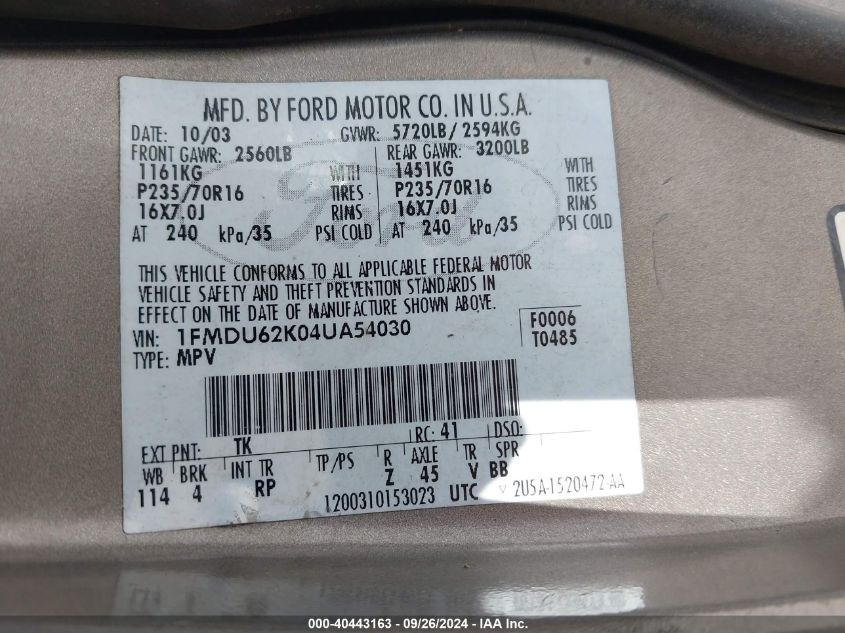 MFD. BY FORD MOTOR CO. IN U.S.A.
DATE: 10/03 GVWR: 5720LB/ 2594KG
FRONT GAWR: 2560LB REAR GAWR: 3200LB
1161KG WITH 1451KG WITH
P235/70R16 TIRES P235/70R16 TIRES
16X7.0J RIMS 16X7.0J RIMS
AT 240 kPa/35 PSI COLD AT 240 kPa/35 PSI COLD
Ford
THIS VEHICLE CONFORMS TO ALL APPLICABLE FEDERAL MOTOR
VEHICLE SAFETY AND THEFT PREVENTION STANDARDS IN
EFFECT ON THE DATE OF MANUFACTURE SHOWN ABOVE.
VIN: 1FMDU62K04UA54030 F0006
TYPE: MPV T0485
EXT PNT: TK RC: 41 DSO:
WB BRK INT TR TP/PS R AXLE TR SPR
114 4 RP Z 45 V BB
1200310153023 UTC V 2U5A-1520472-AA
000-40443163 - 09/26/2024 - IAA Inc.